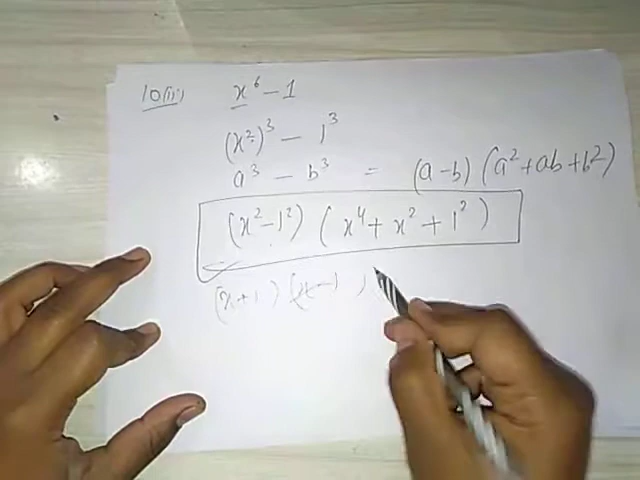 10(iii) x⁶ - 1
(x²)³ - 1³
a³ - b³ = (a-b) (a²+ab+b²)
(x²-1²) (x⁴+x²+1²)
(x+1) (x-1)